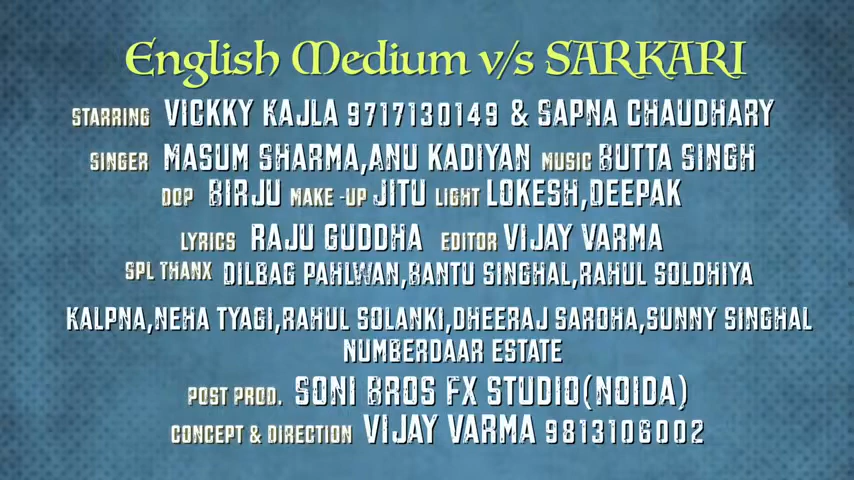 English Medium v/s SARKARI
STARRING VICKKY KAJLA 9717130149 & SAPNA CHAUDHARY
SINGER MASUM SHARMA,ANU KADIYAN MUSIC BUTTA SINGH
DOP BIRJU MAKE -UP JITU LIGHT LOKESH,DEEPAK
LYRICS RAJU GUDDHA EDITOR VIJAY VARMA
SPL THANX DILBAG PAHLWAN,BANTU SINGHAL,RAHUL SOLDHIYA
KALPNA,NEHA TYAGI,RAHUL SOLANKI,DHEERAJ SAROHA,SUNNY SINGHAL
NUMBERDAAR ESTATE
POST PROD. SONI BROS FX STUDIO(NOIDA)
CONCEPT & DIRECTION VIJAY VARMA 9813106002